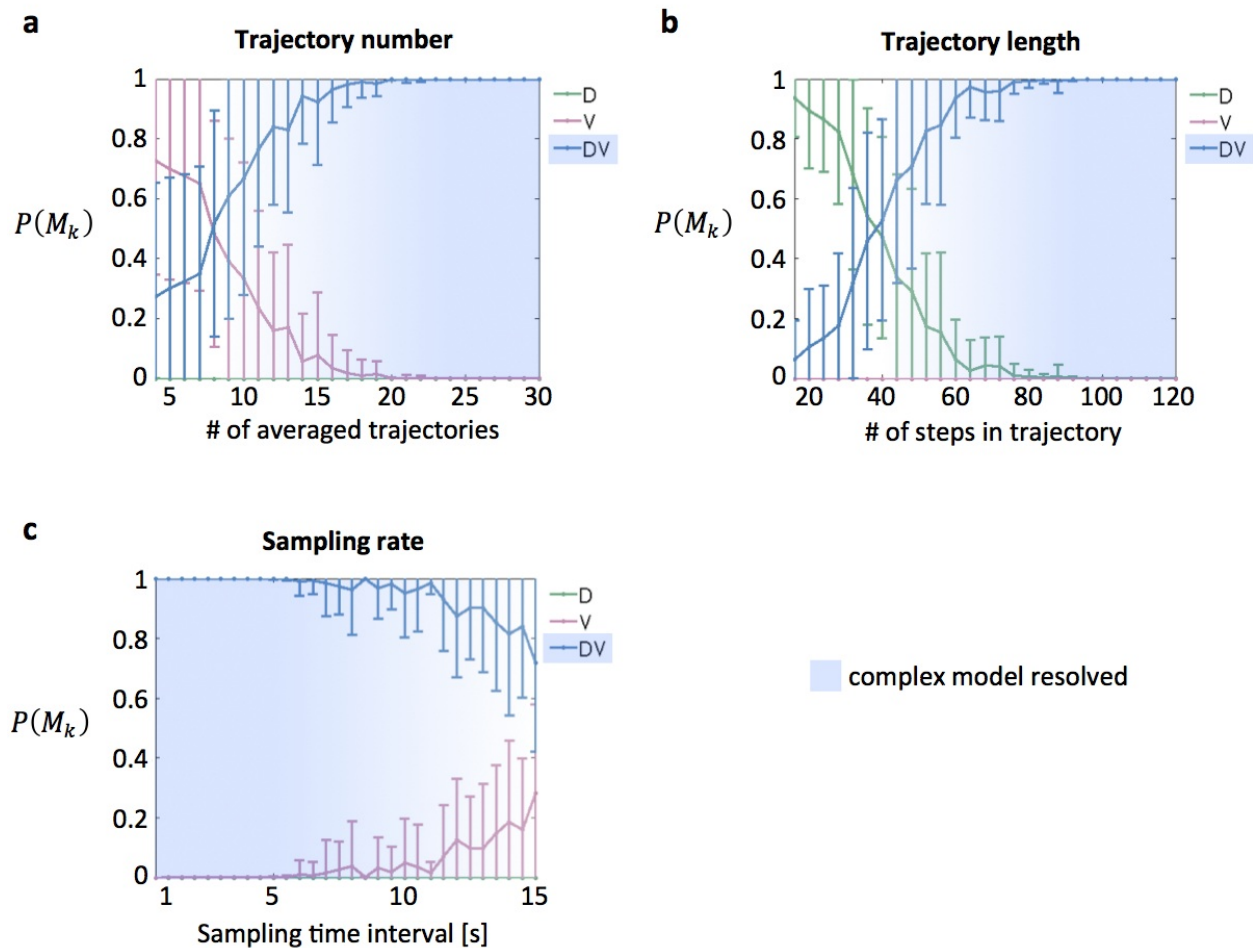 a
Trajectory number
1
0.8
0.6
0.4
0.2
0
P(M_k)
5 10 15 20 25 30
# of averaged trajectories
D
V
DV
b
Trajectory length
1
0.8
0.6
0.4
0.2
0
P(M_k)
20 40 60 80 100 120
# of steps in trajectory
D
V
DV
c
Sampling rate
1
0.8
0.6
0.4
0.2
0
P(M_k)
1 5 10 15
Sampling time interval [s]
D
V
DV
complex model resolved